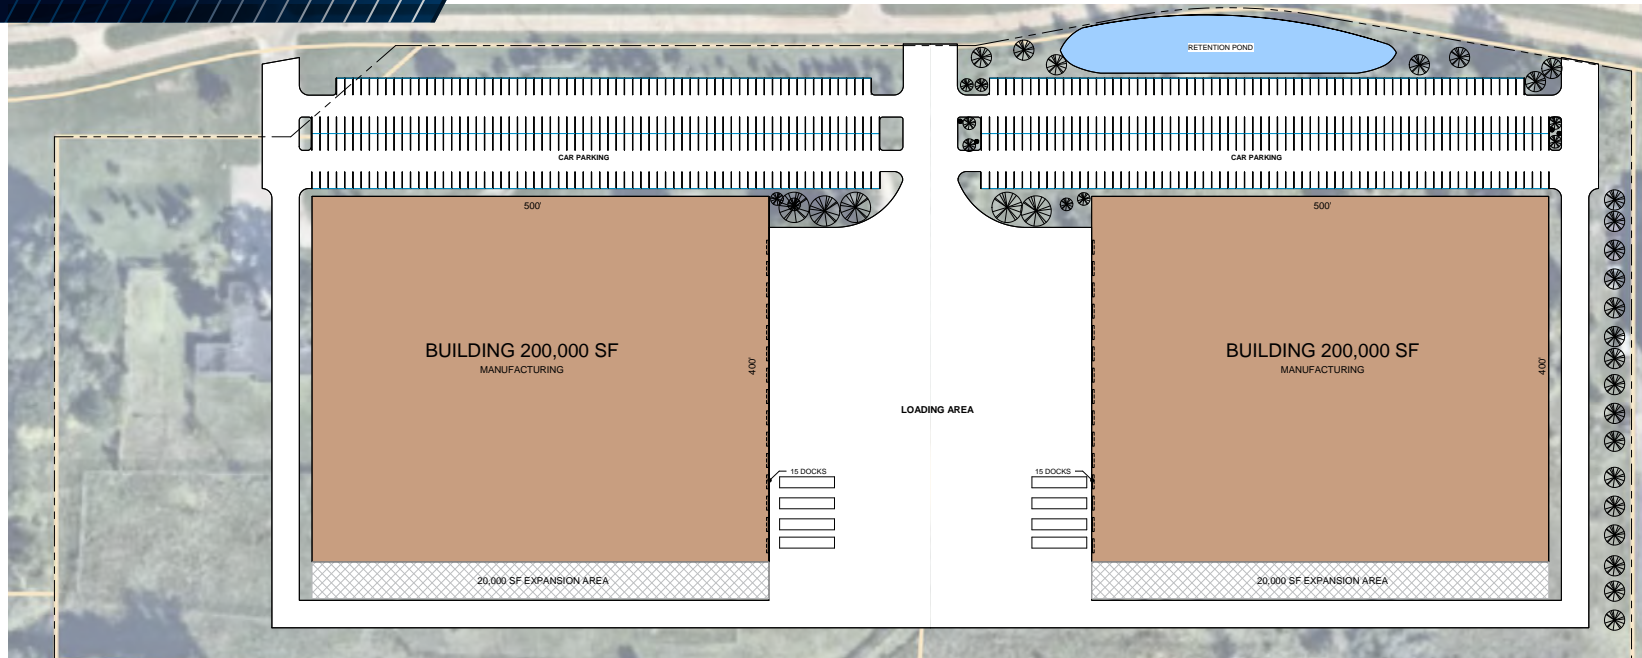 RETENTION POND
CAR PARKING
CAR PARKING
500'
500'
BUILDING 200,000 SF
MANUFACTURING
400'
BUILDING 200,000 SF
MANUFACTURING
400'
LOADING AREA
15 DOCKS
15 DOCKS
20,000 SF EXPANSION AREA
20,000 SF EXPANSION AREA